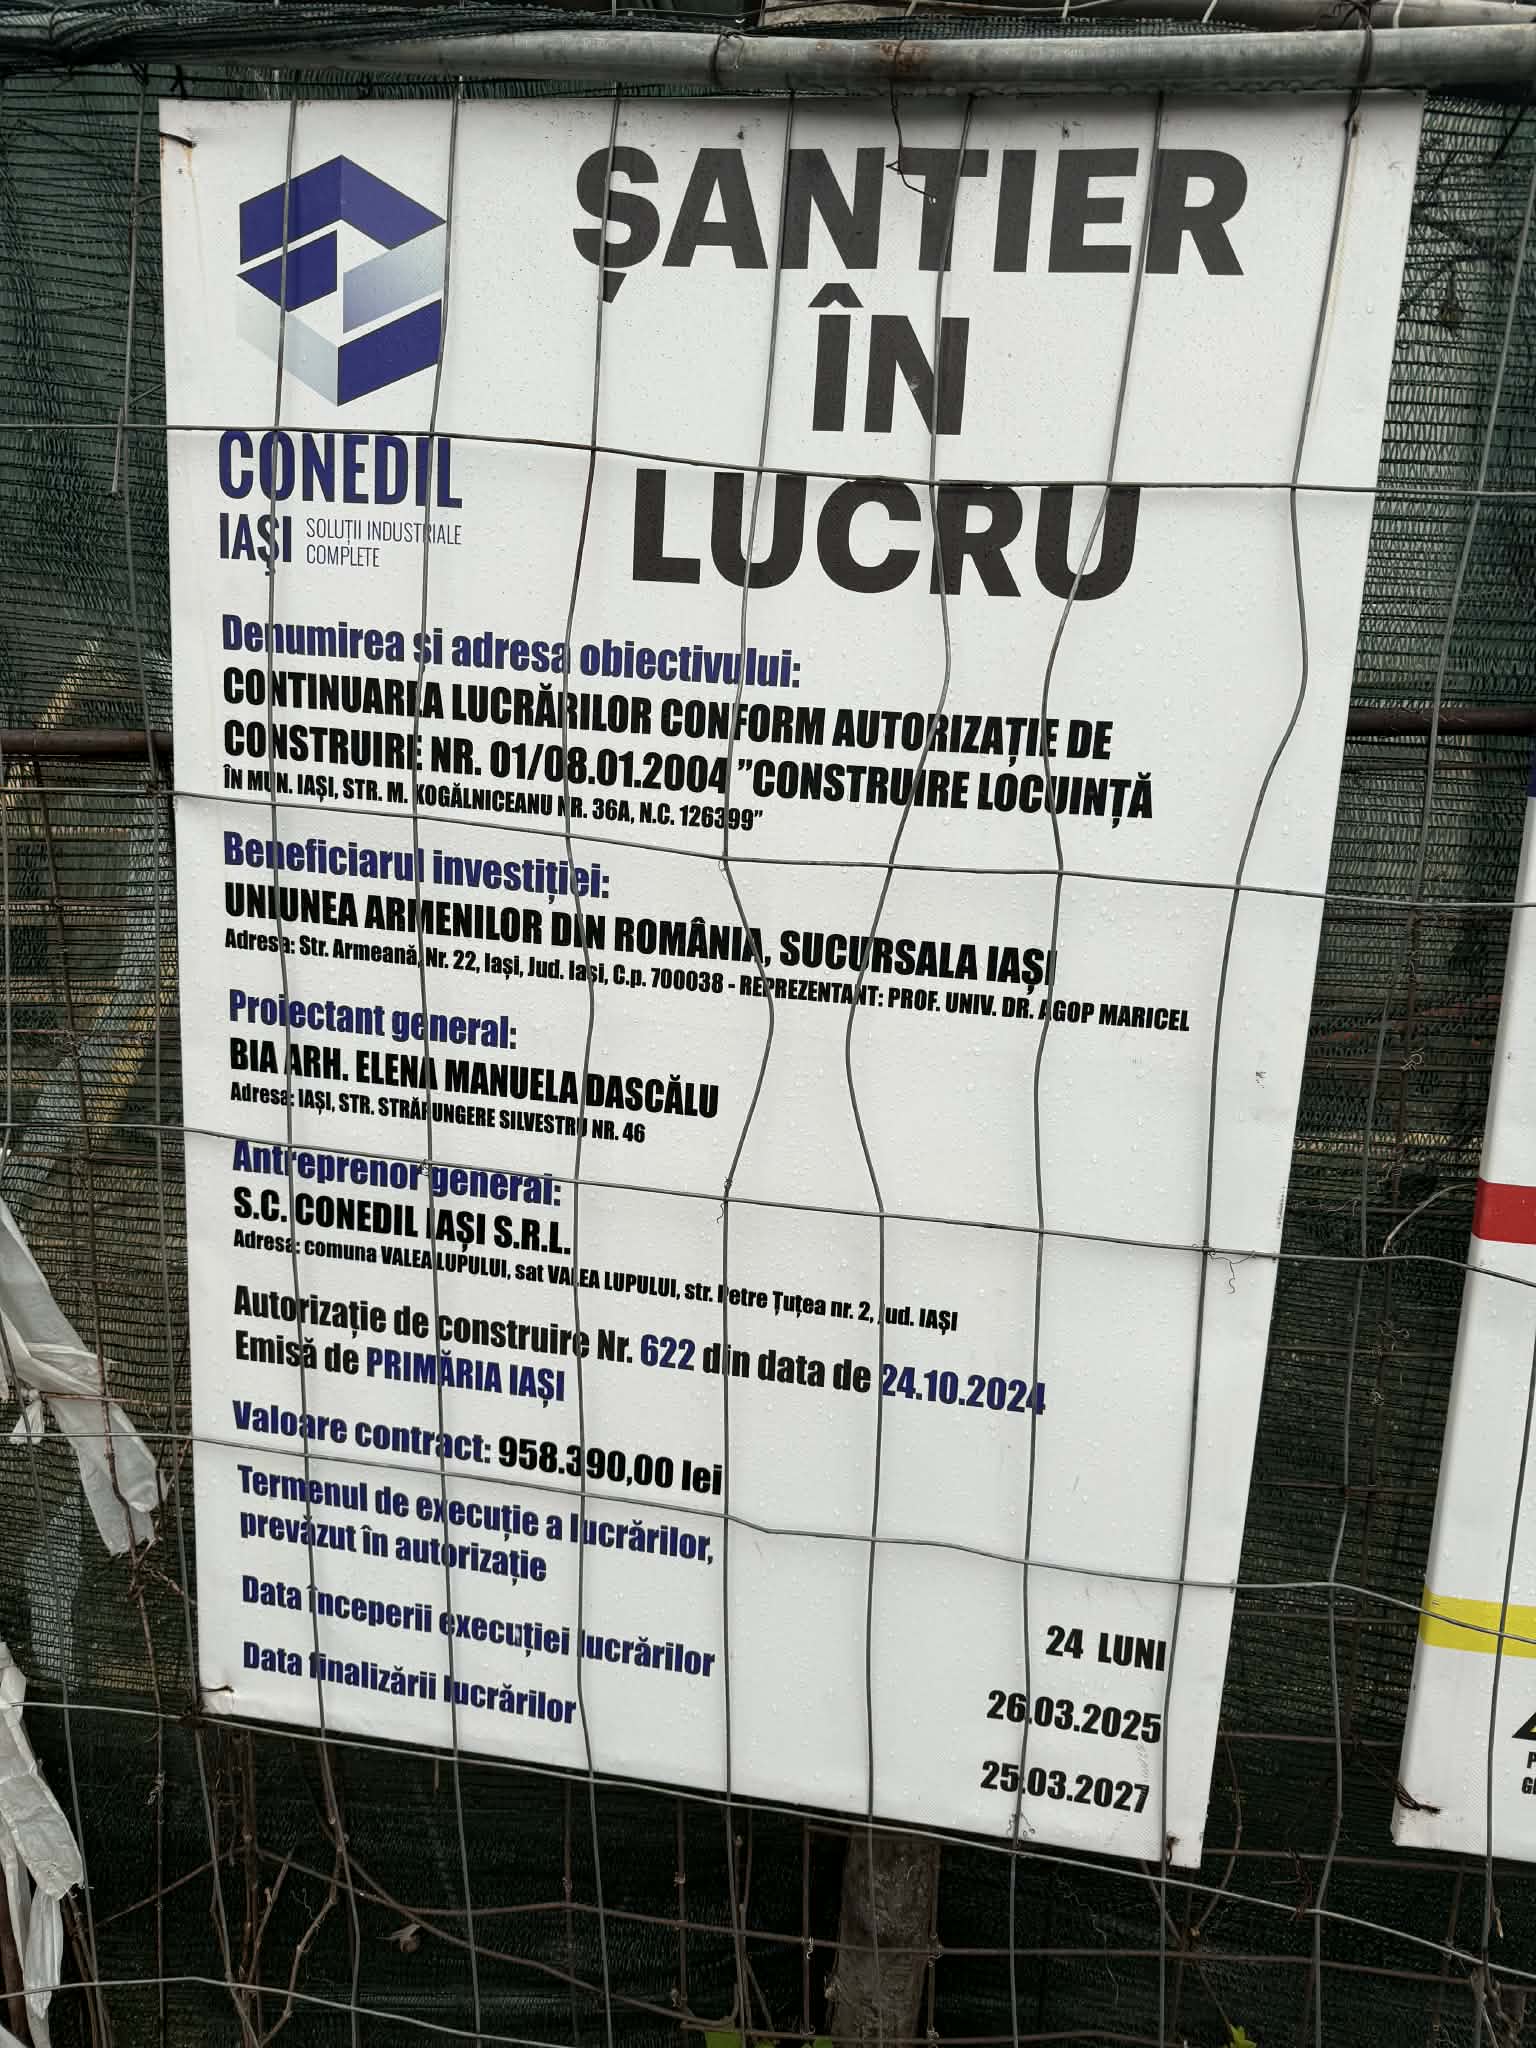 ȘANTIER
ÎN
LUCRU
CONEDIL
IAȘI
SOLUȚII INDUSTRIALE
COMPLETE
Denumirea si adresa obiectivului:
CONTINUAREA LUCRĂRILOR CONFORM AUTORIZAȚIE DE
CONSTRUIRE NR. 01/08.01.2004 ”CONSTRUIRE LOCUINȚĂ
ÎN MUN. IAȘI, STR. M. KOGĂLNICEANU NR. 36A, N.C. 126399”
Beneficiarul investiției:
UNIUNEA ARMENILOR DIN ROMÂNIA, SUCURSALA IAȘI
Adresa: Str. Armeană, Nr. 22, Iași, Jud. Iași, C.p. 700038 - REPREZENTANT: PROF. UNIV. DR. AGOP MARICEL
Proiectant general:
BIA ARH. ELENA MANUELA DASCĂLU
Adresa: IAȘI, STR. STRĂPUNGERE SILVESTRU NR. 46
Antreprenor general:
S.C. CONEDIL IAȘI S.R.L.
Adresa: comuna VALEA LUPULUI, sat VALEA LUPULUI, str. Petre Țuțea nr. 2, jud. IAȘI
Autorizație de construire Nr. 622 din data de 24.10.2024
Emisă de PRIMĂRIA IAȘI
Valoare contract: 958.390,00 lei
Termenul de execuție a lucrărilor,
prevăzut în autorizație
24 LUNI
Data începerii execuției lucrărilor
26.03.2025
Data finalizării lucrărilor
25.03.2027